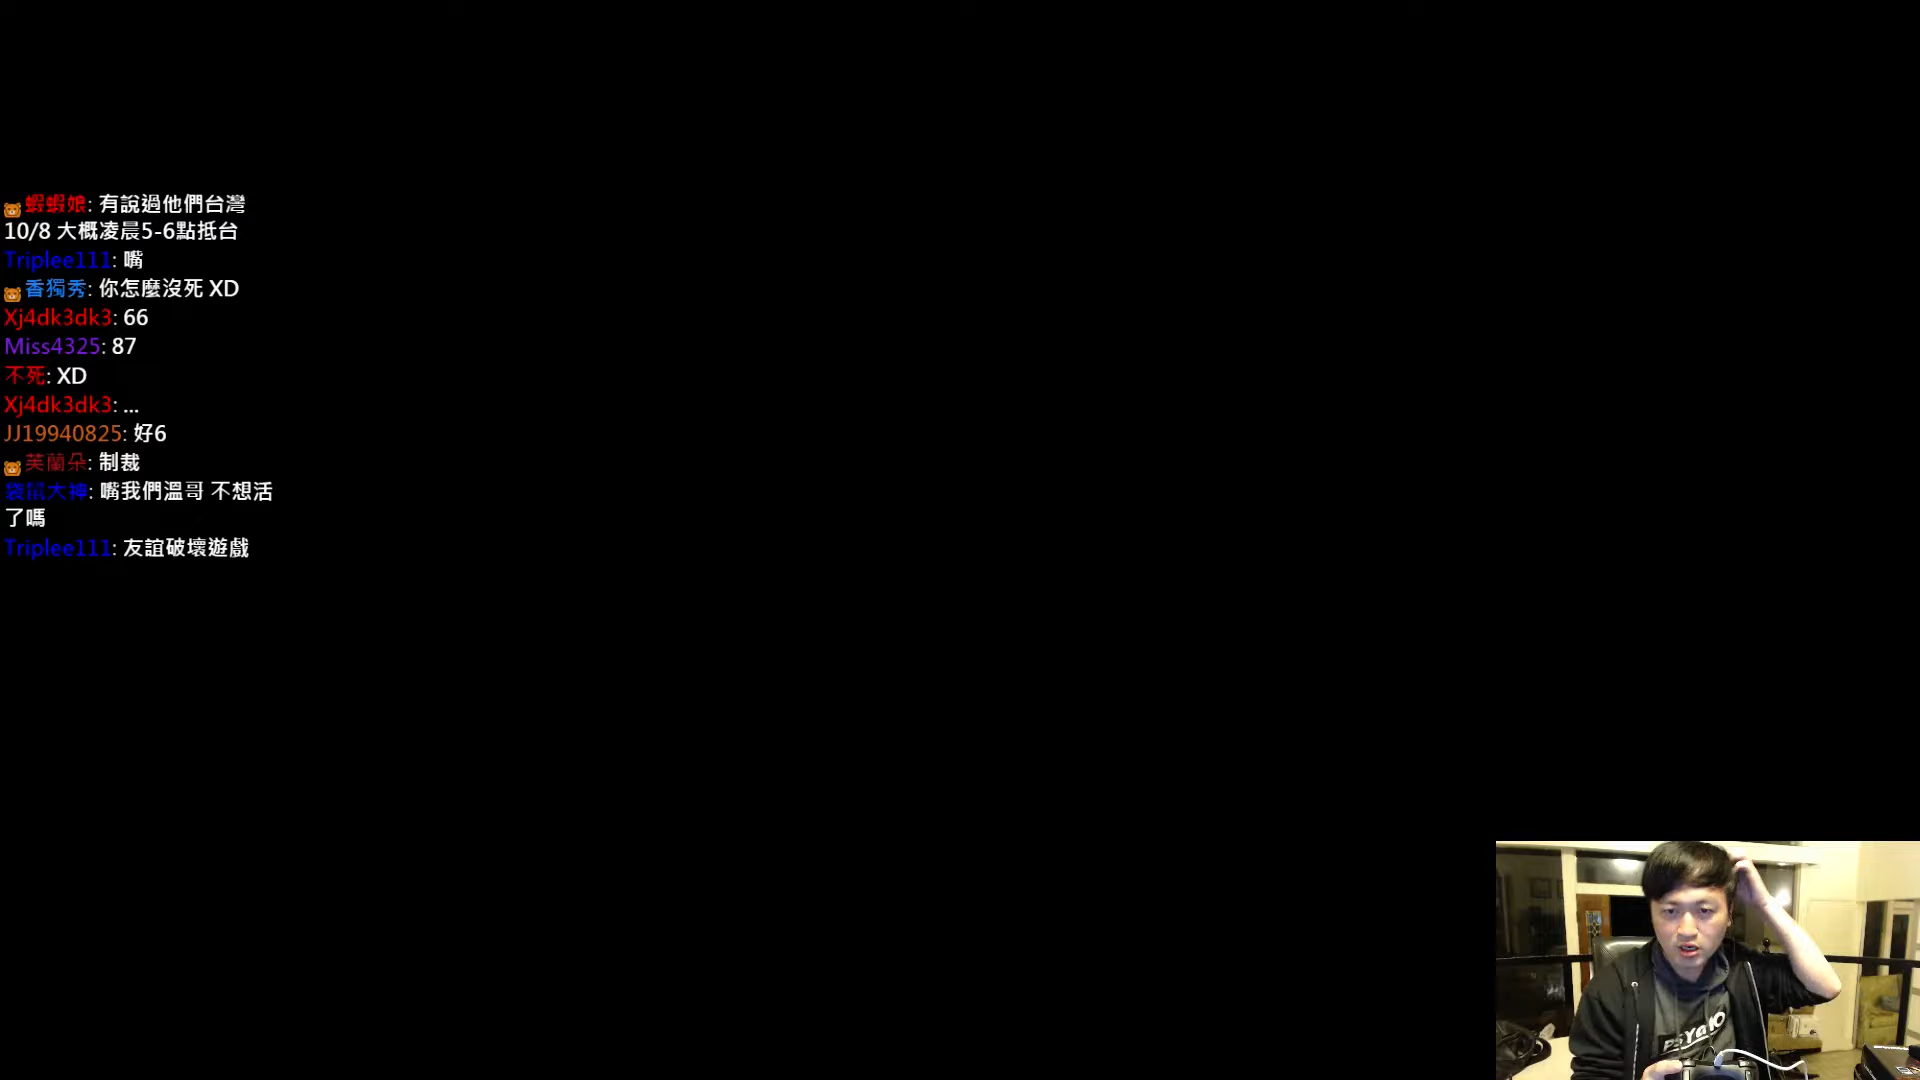 蝦蝦娘: 有說過他們台灣
10/8 大概凌晨5-6點抵台
Triplee111: 嘴
香獨秀: 你怎麼沒死 XD
Xj4dk3dk3: 66
Miss4325: 87
不死: XD
Xj4dk3dk3: ...
JJ19940825: 好6
芙蘭朵: 制裁
袋鼠大神: 嘴我們溫哥 不想活
了嗎
Triplee111: 友誼破壞遊戲